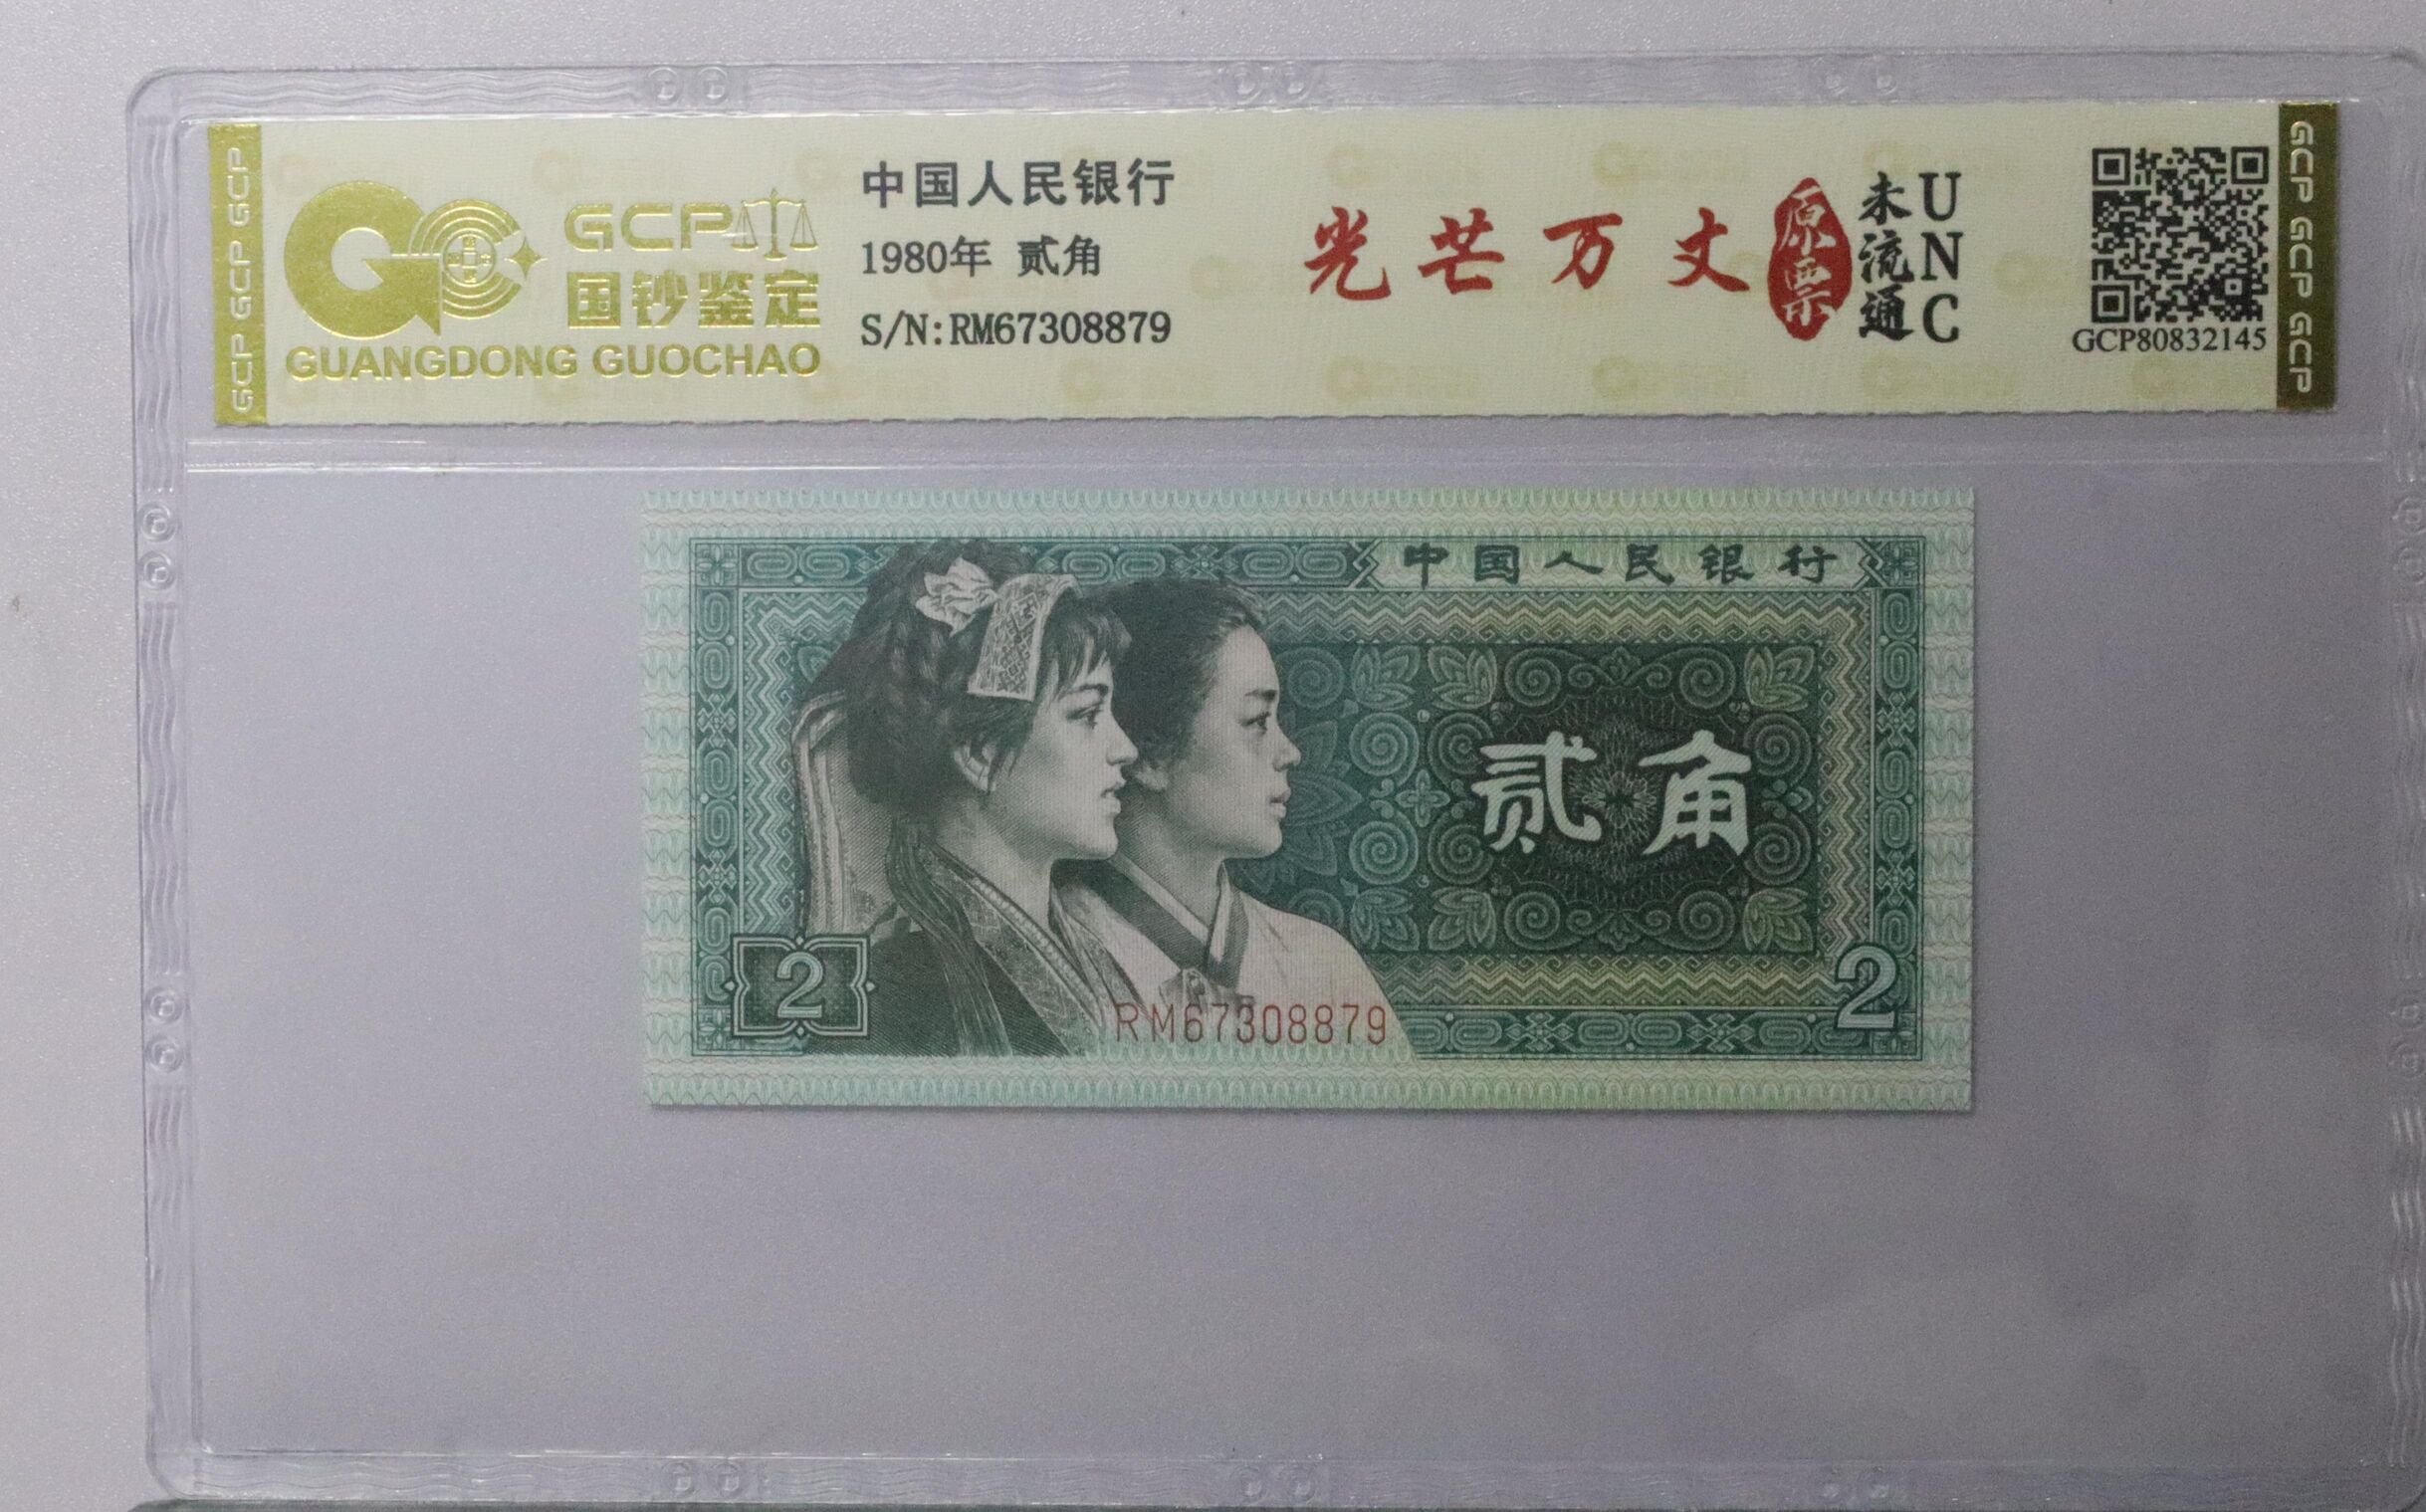 GCP GCP GCP
GCP
国钞鉴定
GUANGDONG GUOCHAO
中国人民银行
1980年 贰角
S/N:RM67308879
光芒万丈
原票
未流通
UNC
GCP80832145
GCP GCP GCP
中国人民银行
贰角
2
RM67308879
2